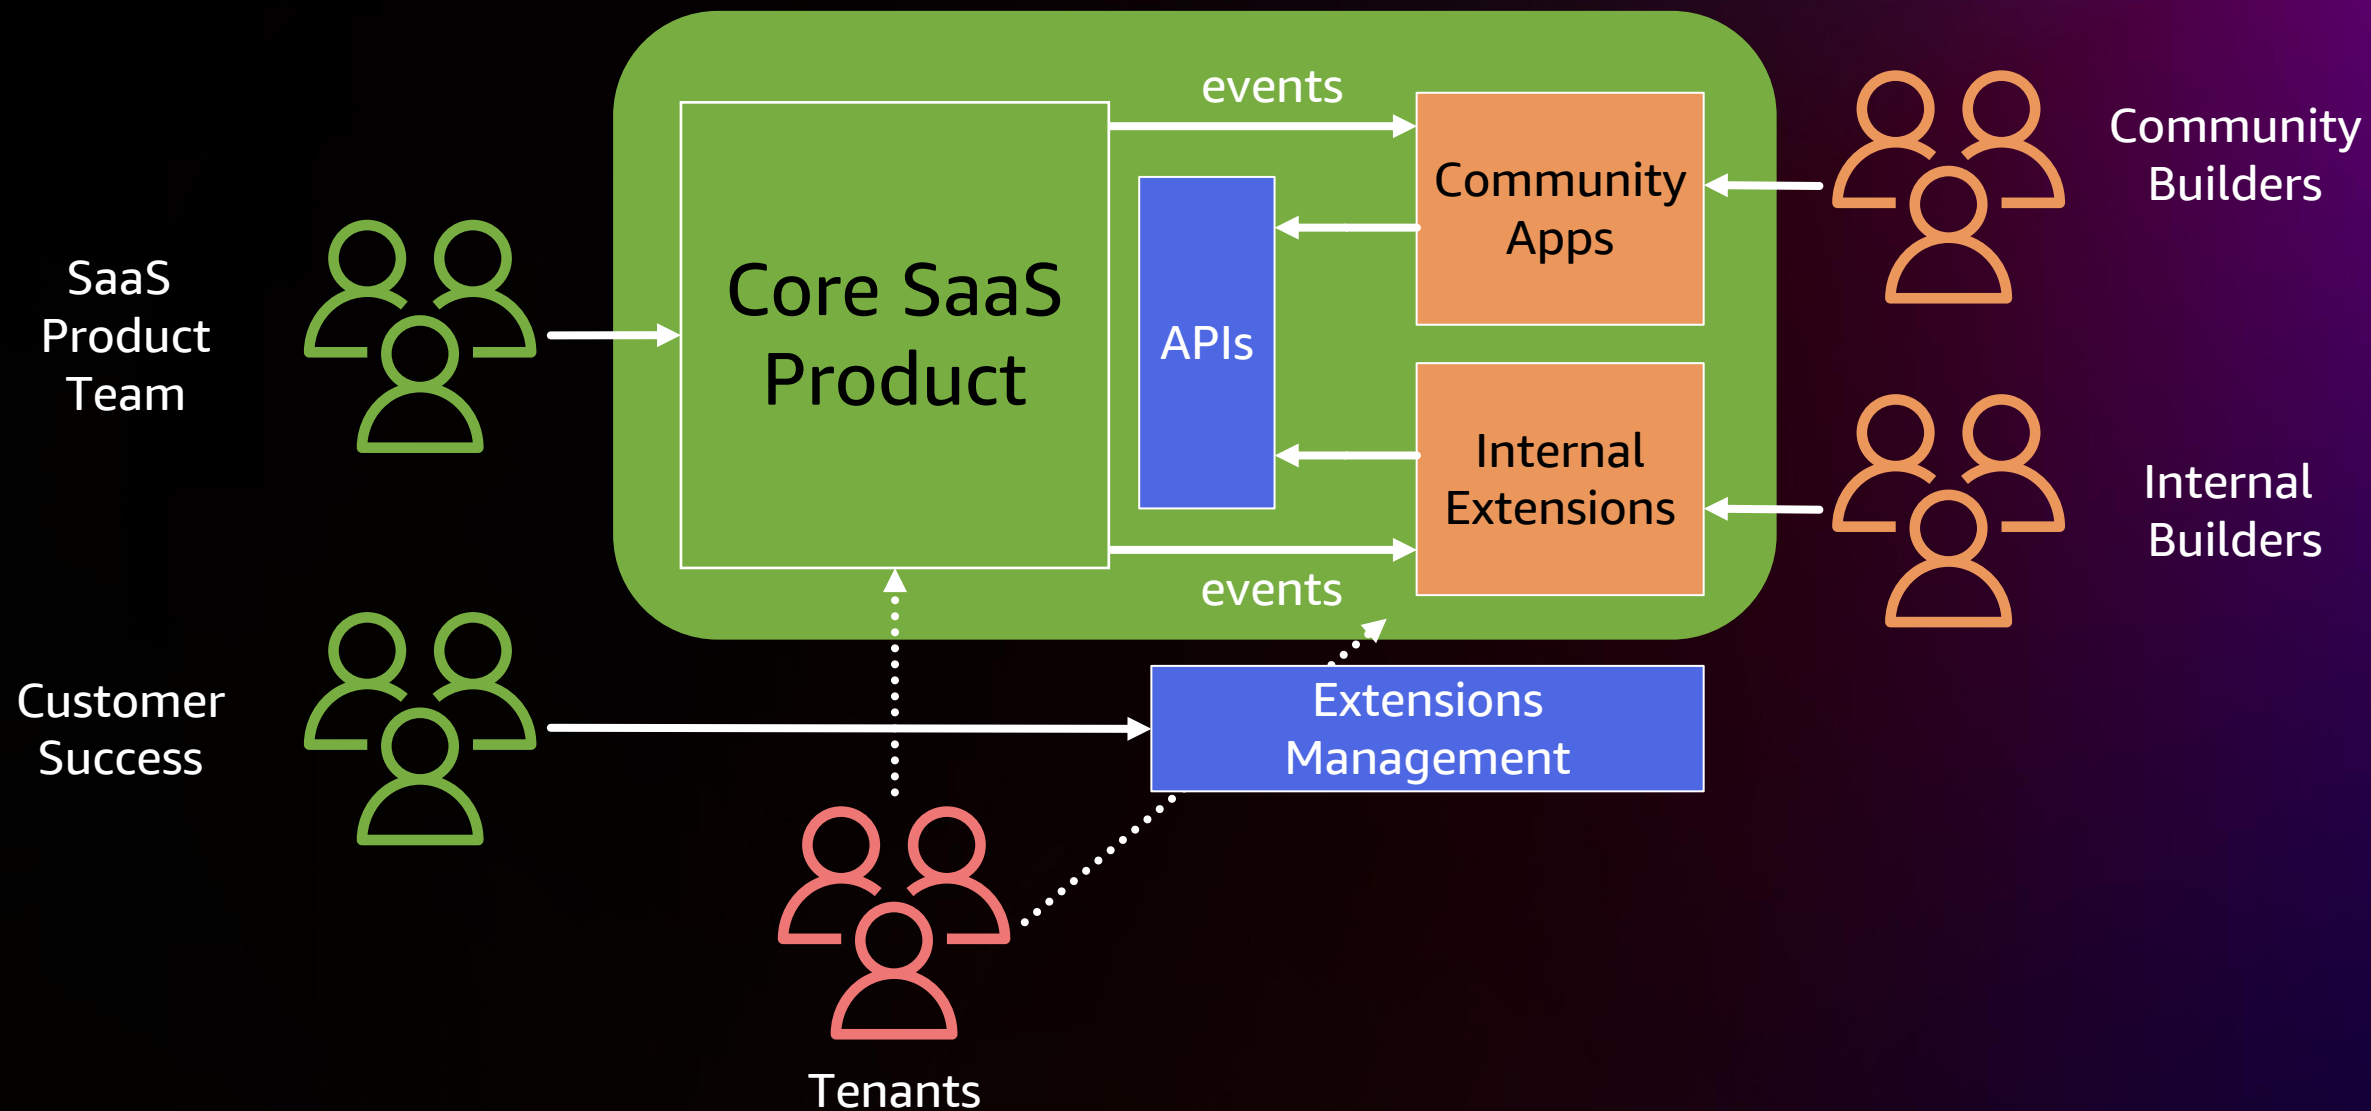 events
Community
Apps
Community
Builders
SaaS
Product
Team
Core SaaS
Product
APIs
Internal
Extensions
Internal
Builders
events
Customer
Success
Extensions
Management
Tenants